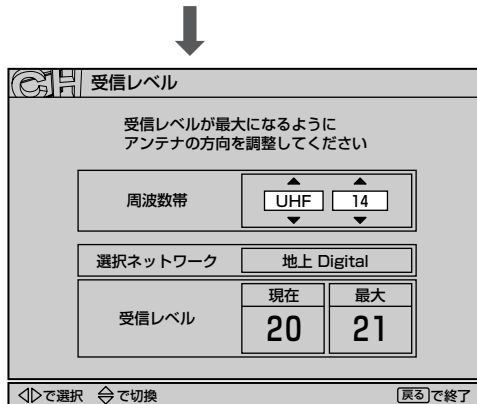 CH 受信レベル
受信レベルが最大になるように
アンテナの方向を調整してください
周波数帯 UHF 14
選択ネットワーク 地上 Digital
受信レベル 現在 最大
20 21
で選択 で切換 戻るで終了